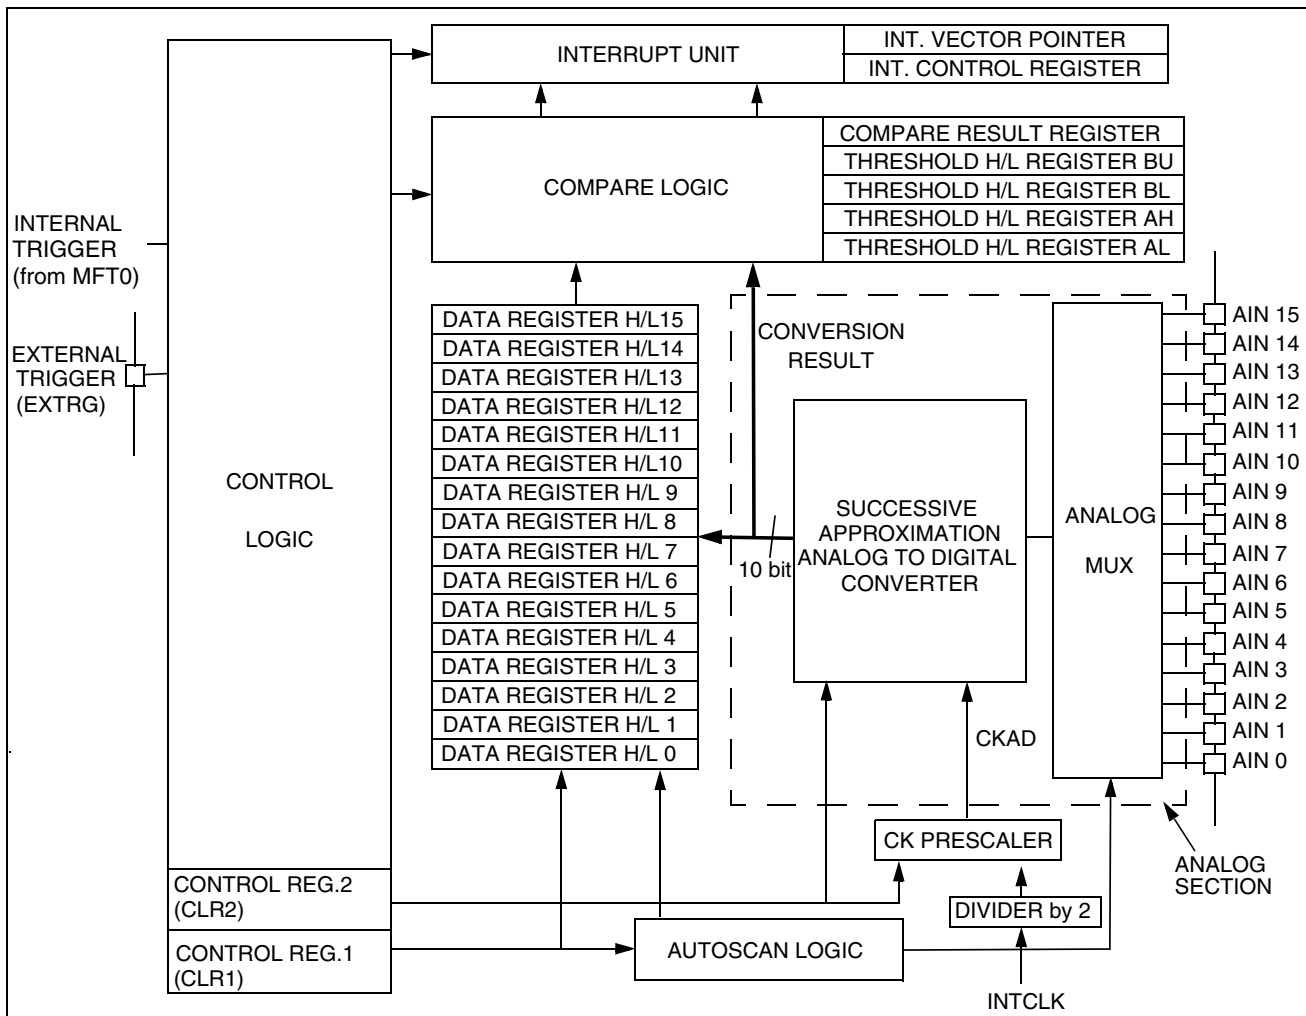 INTERRUPT UNIT
INT. VECTOR POINTER
INT. CONTROL REGISTER
COMPARE LOGIC
COMPARE RESULT REGISTER
THRESHOLD H/L REGISTER BU
THRESHOLD H/L REGISTER BL
THRESHOLD H/L REGISTER AH
THRESHOLD H/L REGISTER AL
INTERNAL
TRIGGER
(from MFT0)
EXTERNAL
TRIGGER
(EXTRG)
CONTROL
LOGIC
DATA REGISTER H/L15
DATA REGISTER H/L14
DATA REGISTER H/L13
DATA REGISTER H/L12
DATA REGISTER H/L11
DATA REGISTER H/L10
DATA REGISTER H/L 9
DATA REGISTER H/L 8
DATA REGISTER H/L 7
DATA REGISTER H/L 6
DATA REGISTER H/L 5
DATA REGISTER H/L 4
DATA REGISTER H/L 3
DATA REGISTER H/L 2
DATA REGISTER H/L 1
DATA REGISTER H/L 0
CONVERSION
RESULT
10 bit
SUCCESSIVE
APPROXIMATION
ANALOG TO DIGITAL
CONVERTER
ANALOG
MUX
AIN 15
AIN 14
AIN 13
AIN 12
AIN 11
AIN 10
AIN 9
AIN 8
AIN 7
AIN 6
AIN 5
AIN 4
AIN 3
AIN 2
AIN 1
AIN 0
CKAD
CK PRESCALER
ANALOG
SECTION
CONTROL REG.2
(CLR2)
DIVIDER by 2
CONTROL REG.1
(CLR1)
AUTOSCAN LOGIC
INTCLK